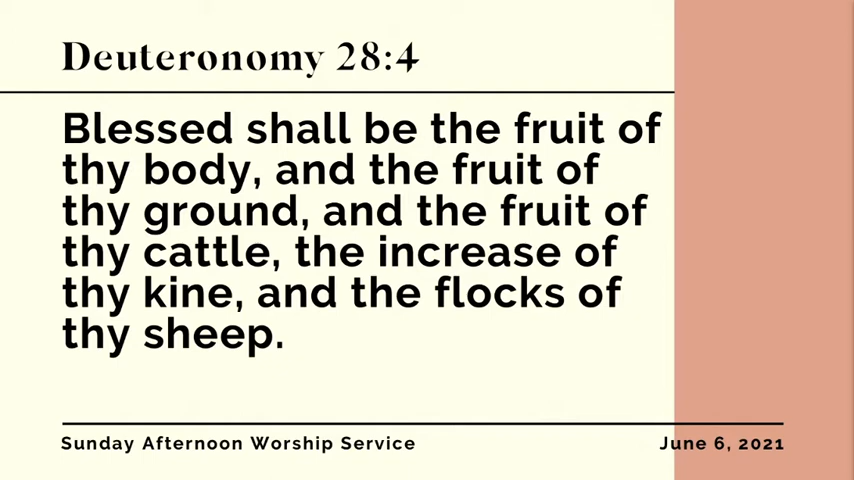 Deuteronomy 28:4
Blessed shall be the fruit of
thy body, and the fruit of
thy ground, and the fruit of
thy cattle, the increase of
thy kine, and the flocks of
thy sheep.
Sunday Afternoon Worship Service
June 6, 2021